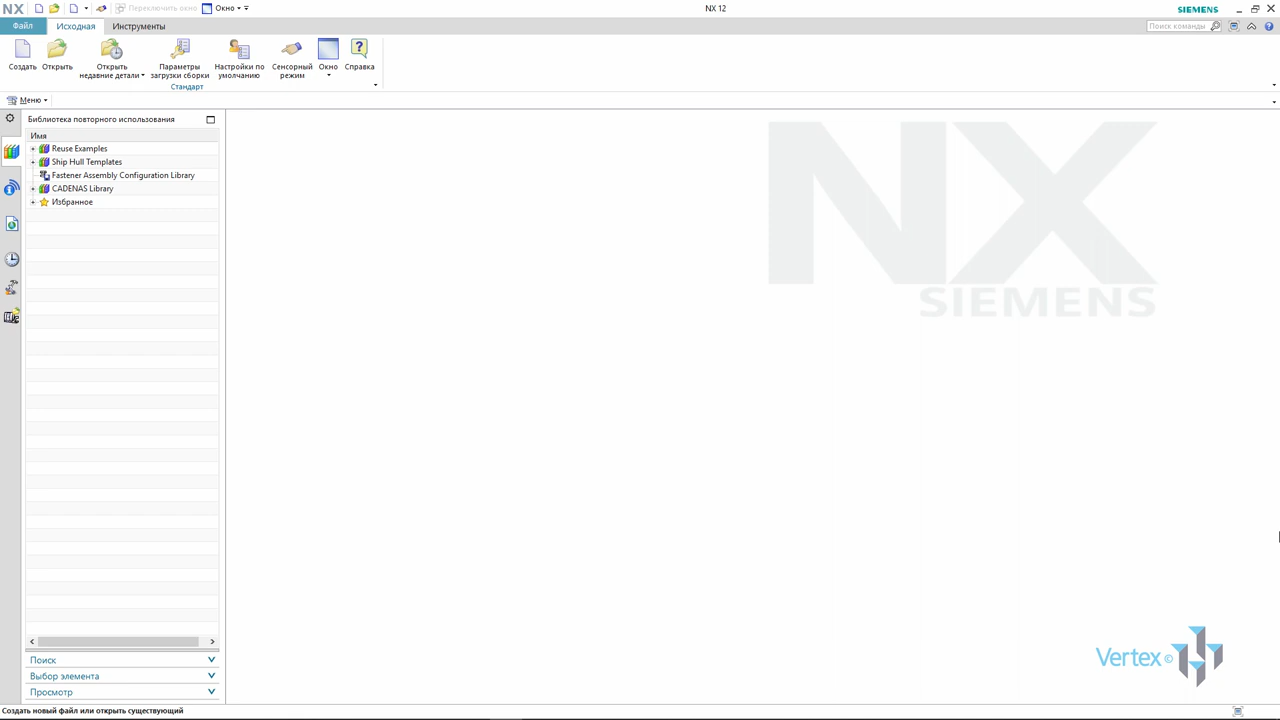 NX
Переключить окно
Окно
NX 12
SIEMENS
Файл
Исходная
Инструменты
Поиск команды
Создать
Открыть
Открыть
недавние детали
Параметры
загрузки сборки
Настройки по
умолчанию
Сенсорный
режим
Окно
Справка
Стандарт
Меню
Библиотека повторного использования
Имя
Reuse Examples
Ship Hull Templates
Fastener Assembly Configuration Library
CADENAS Library
Избранное
NX
SIEMENS
Поиск
Выбор элемента
Просмотр
Vertex©
Создать новый файл или открыть существующий